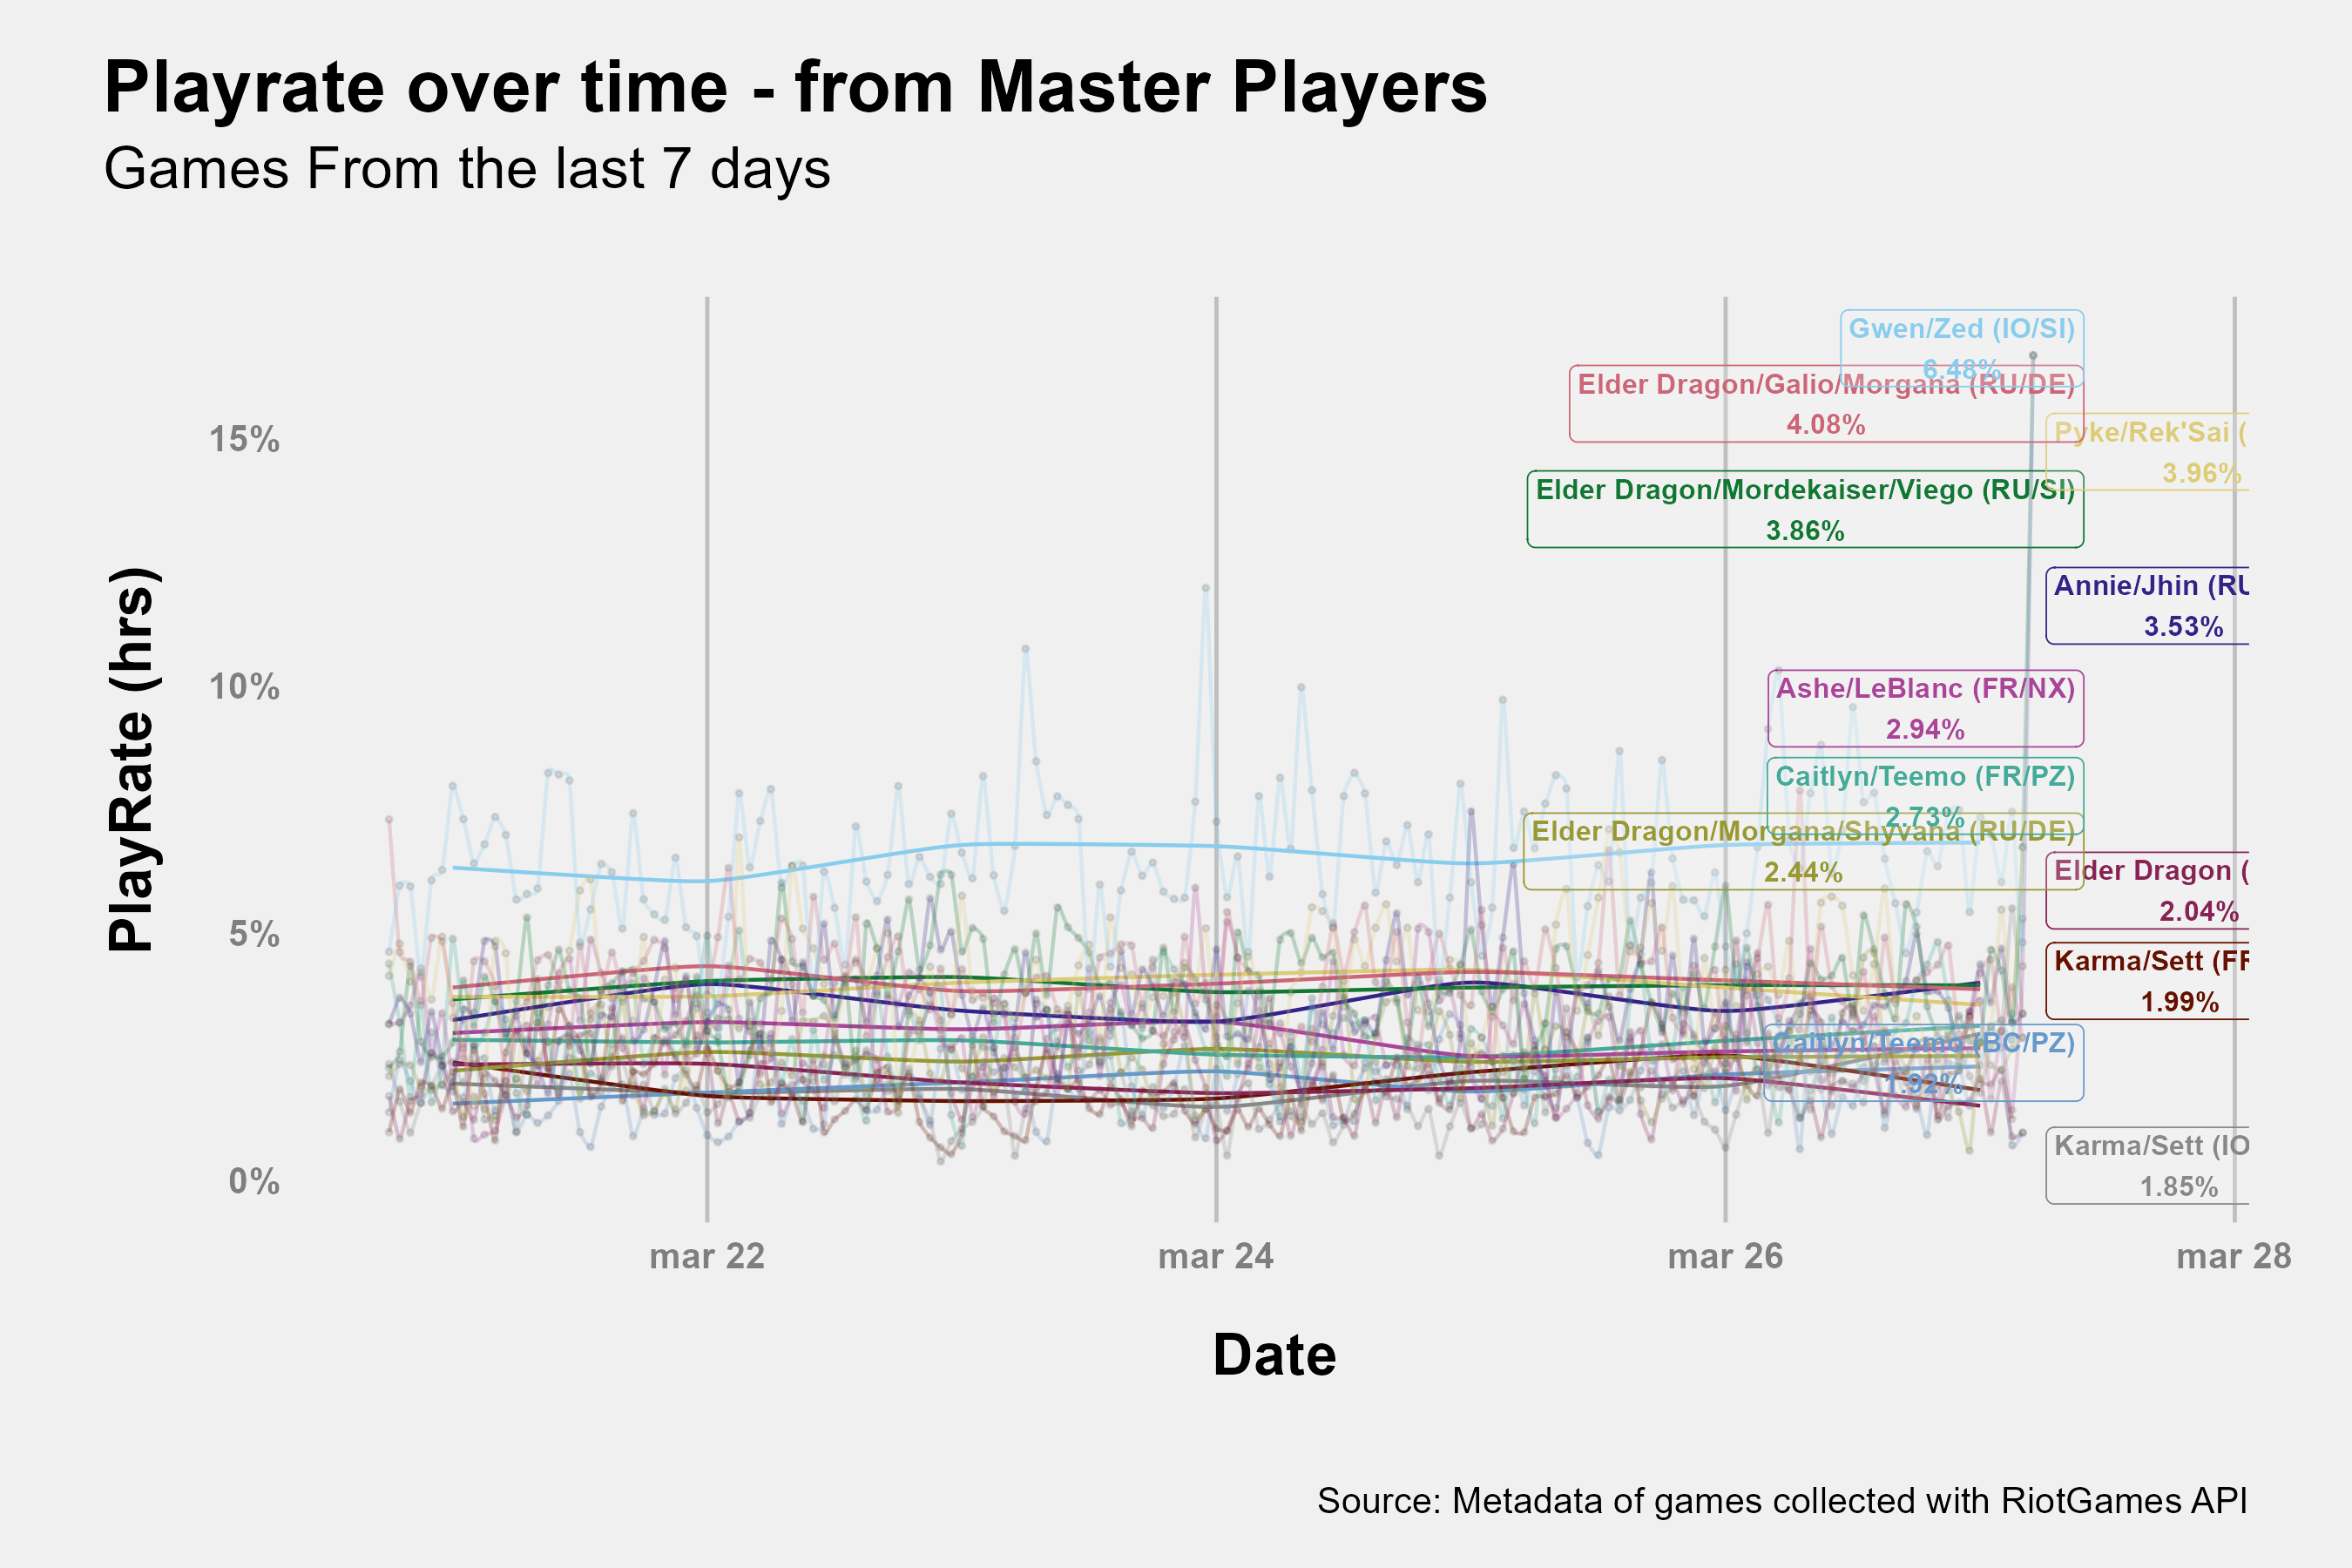 Playrate over time - from Master Players
Games From the last 7 days
PlayRate (hrs)
15%
10%
5%
0%
Gwen/Zed (IO/SI)
6.48%
Elder Dragon/Galio/Morgana (RU/DE)
4.08%
Pyke/Rek'Sai (
3.96%
Elder Dragon/Mordekaiser/Viego (RU/SI)
3.86%
Annie/Jhin (RU
3.53%
Ashe/LeBlanc (FR/NX)
2.94%
Caitlyn/Teemo (FR/PZ)
2.73%
Elder Dragon/Morgana/Shyvana (RU/DE)
2.44%
Elder Dragon (
2.04%
Karma/Sett (FR
1.99%
Caitlyn/Teemo (BC/PZ)
1.92%
Karma/Sett (IO
1.85%
mar 22
mar 24
mar 26
mar 28
Date
Source: Metadata of games collected with RiotGames API